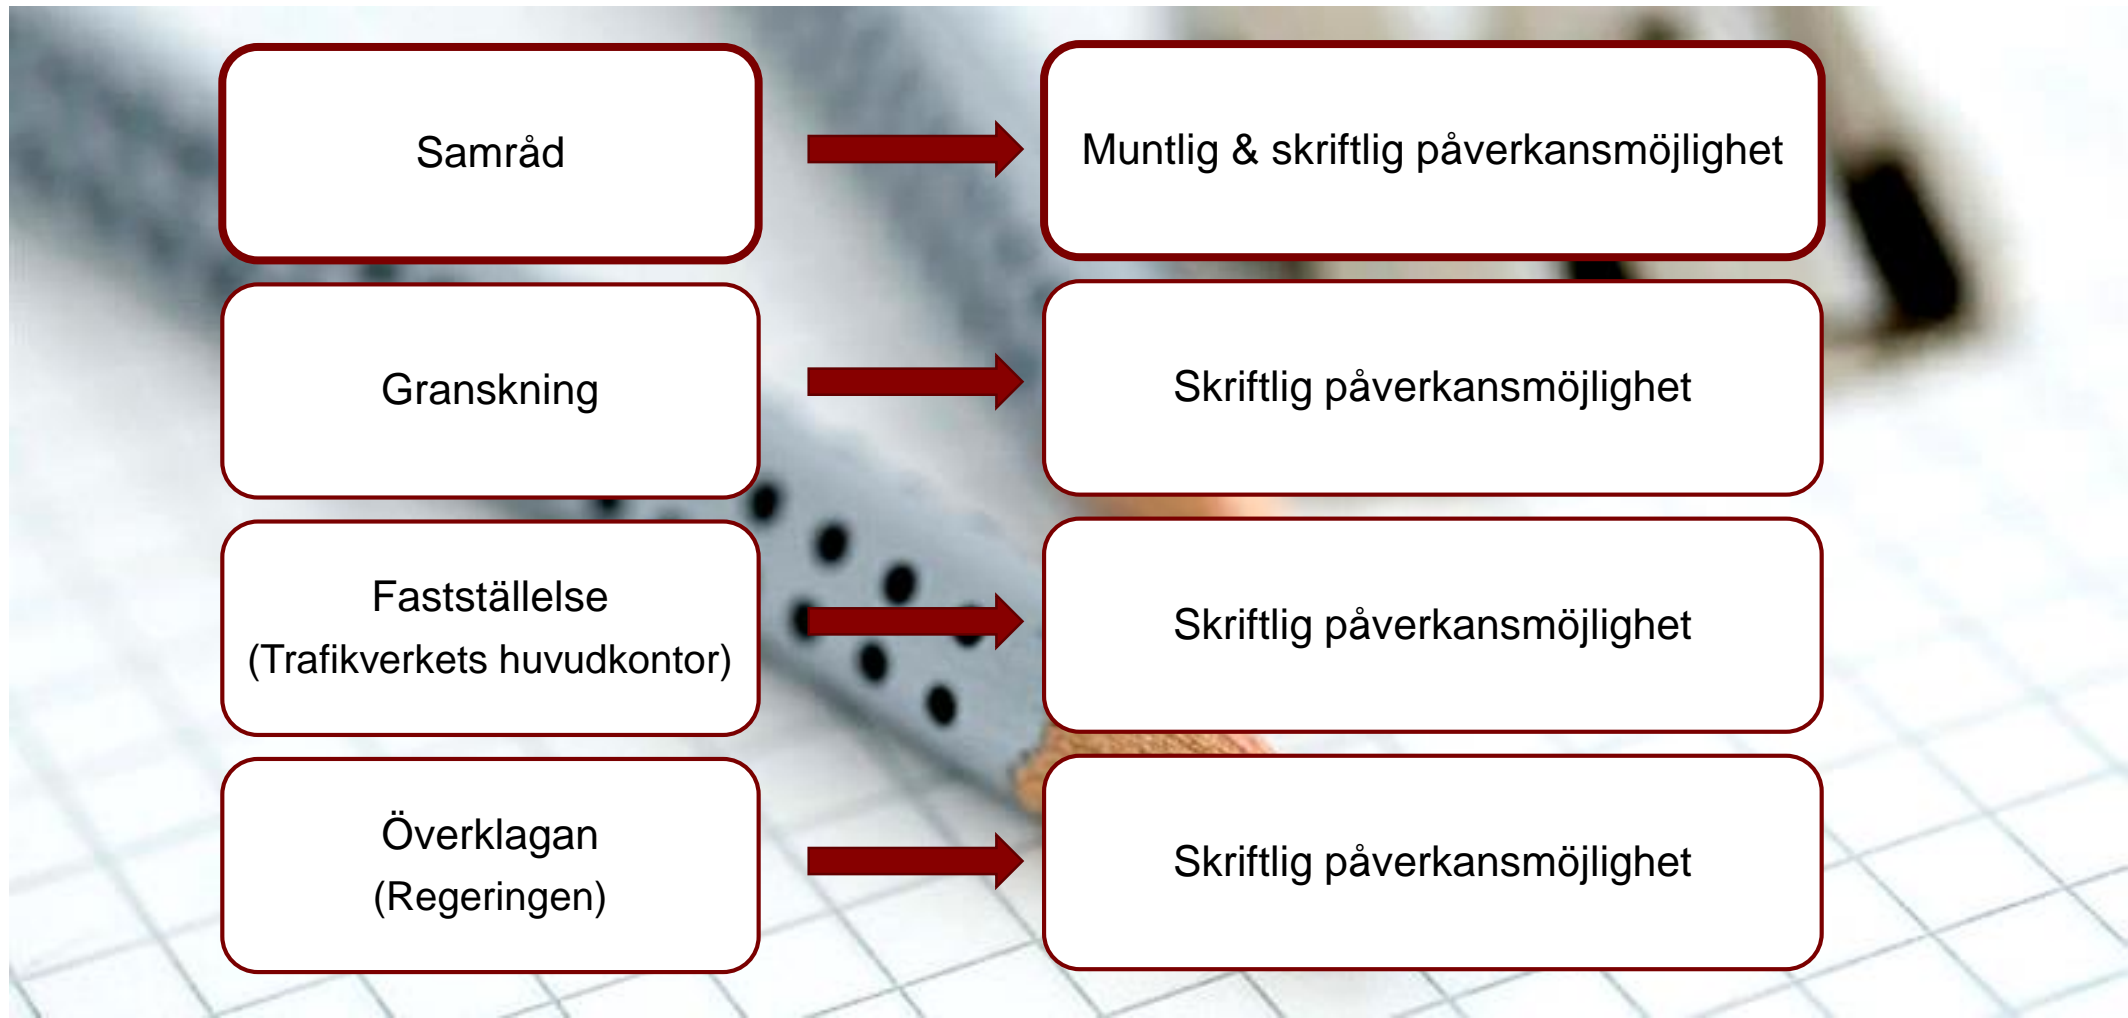 Samråd
Muntlig & skriftlig påverkansmöjlighet
Granskning
Skriftlig påverkansmöjlighet
Fastställelse
(Trafikverkets huvudkontor)
Skriftlig påverkansmöjlighet
Överklagan
(Regeringen)
Skriftlig påverkansmöjlighet